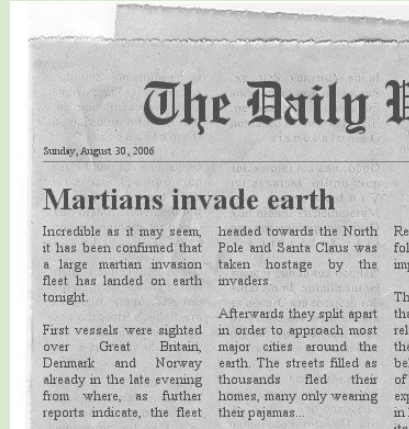 The Daily
Sunday, August 30, 2006
Martians invade earth
Incredible as it may seem,
it has been confirmed that
a large martian invasion
fleet has landed on earth
tonight.
First vessels were sighted
over Great Britain,
Denmark and Norway
already in the late evening
from where, as further
reports indicate, the fleet
headed towards the North
Pole and Santa Claus was
taken hostage by the
invaders.
Afterwards they split apart
in order to approach most
major cities around the
earth. The streets filled as
thousands fled their
homes, many only wearing
their pajamas...